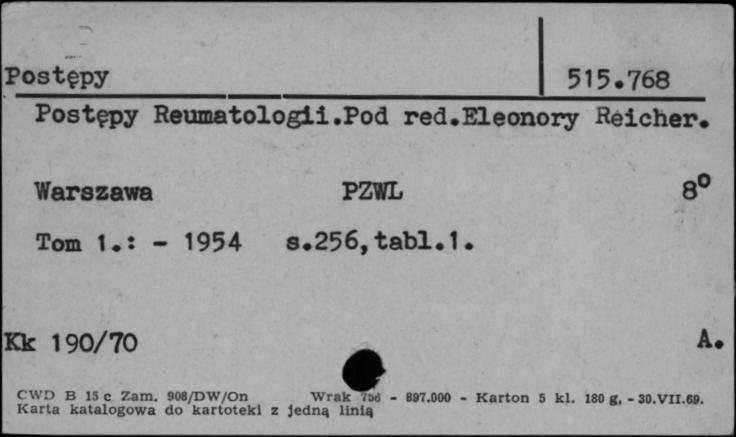 Postępy 515.768
Postępy Reumatologii.Pod red.Eleonory Reicher.
Warszawa PZWL 8°
Tom 1.: - 1954 s.256,tabl.1.
Kk 190/70 A.
CWD B 15 c Zam. 908/DW/On Wrak - 897.000 - Karton 5 kl. 180 g, - 30.VII.69.
Karta katalogowa do kartoteki z jedną linią